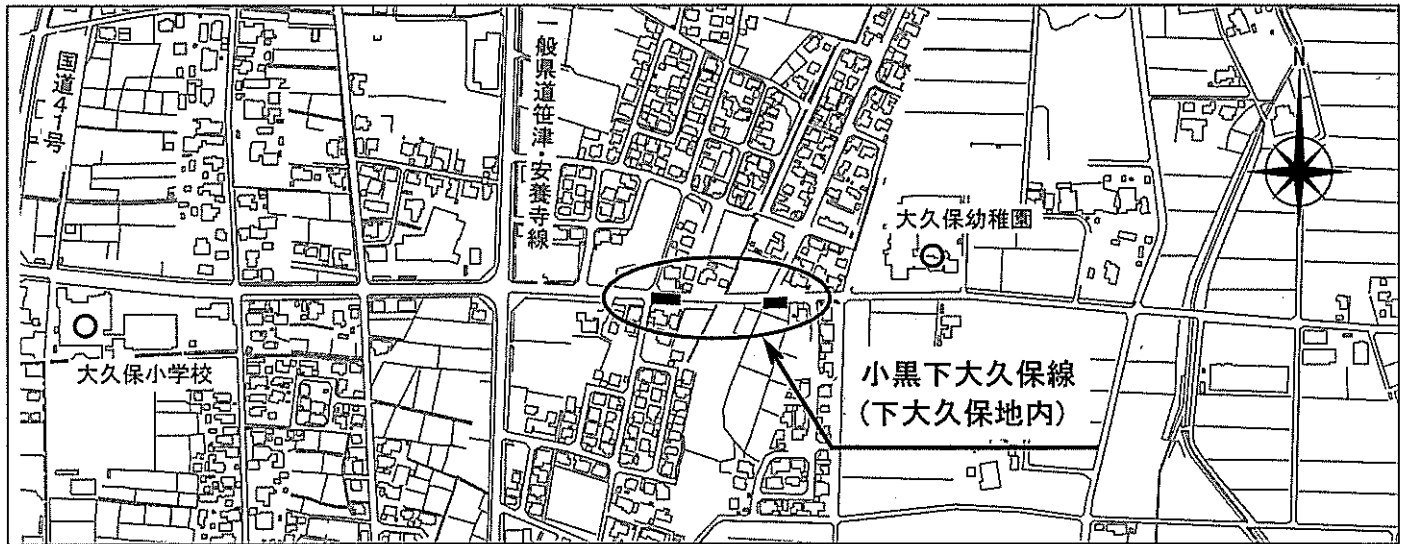 国道41号
一般県道笹津・安養寺線
N
大久保幼稚園
大久保小学校
小黒下大久保線
(下大久保地内)